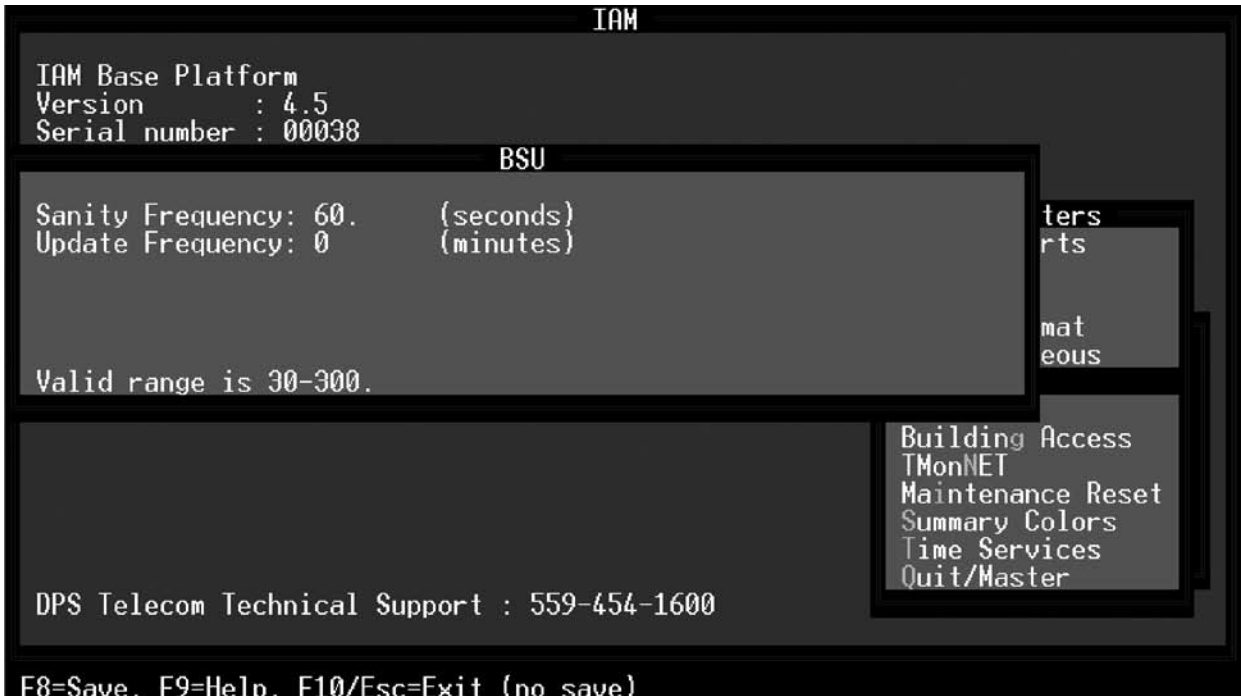 IAM
IAM Base Platform
Version : 4.5
Serial number : 00038
BSU
Sanity Frequency: 60. (seconds)
Update Frequency: 0 (minutes)
Valid range is 30-300.
ters
rts
mat
eous
Building Access
TMonNET
Maintenance Reset
Summary Colors
Time Services
Quit/Master
DPS Telecom Technical Support : 559-454-1600
F8=Save, F9=Help, F10/Esc=Exit (no save)